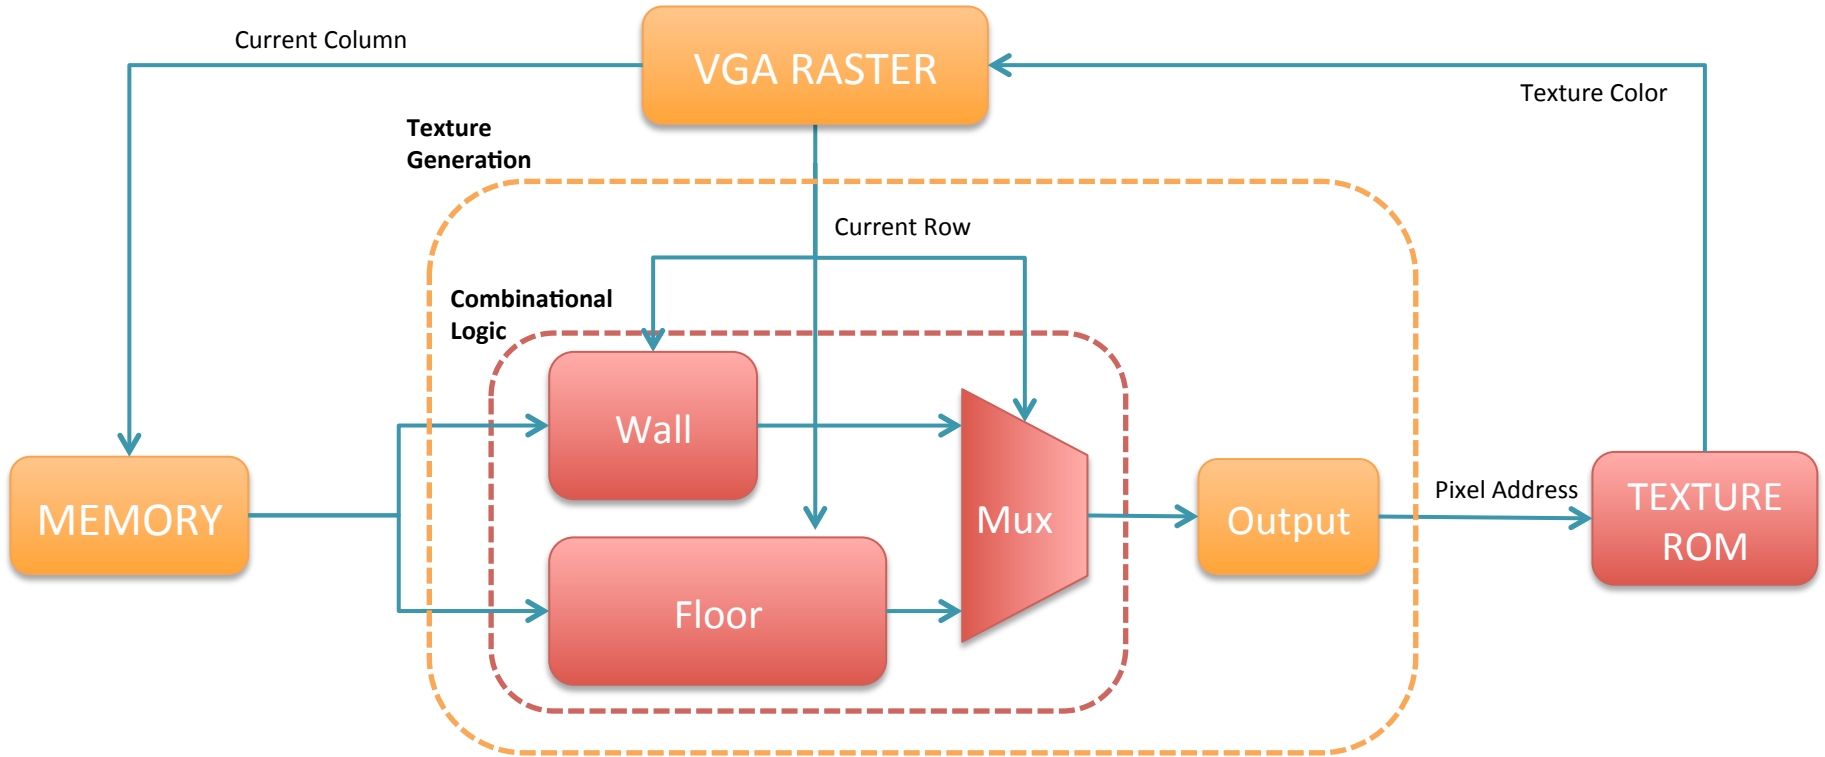 Current Column
VGA RASTER
Texture Color
Texture
Generation
Current Row
Combinational
Logic
Wall
MEMORY
Mux
Output
Pixel Address
TEXTURE
ROM
Floor